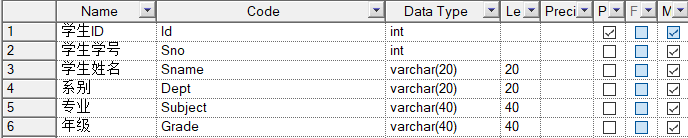 Name Code Data Type Le Preci P F M
1 学生ID Id int
2 学生学号 Sno int
3 学生姓名 Sname varchar(20) 20
4 系别 Dept varchar(20) 20
5 专业 Subject varchar(40) 40
6 年级 Grade varchar(40) 40